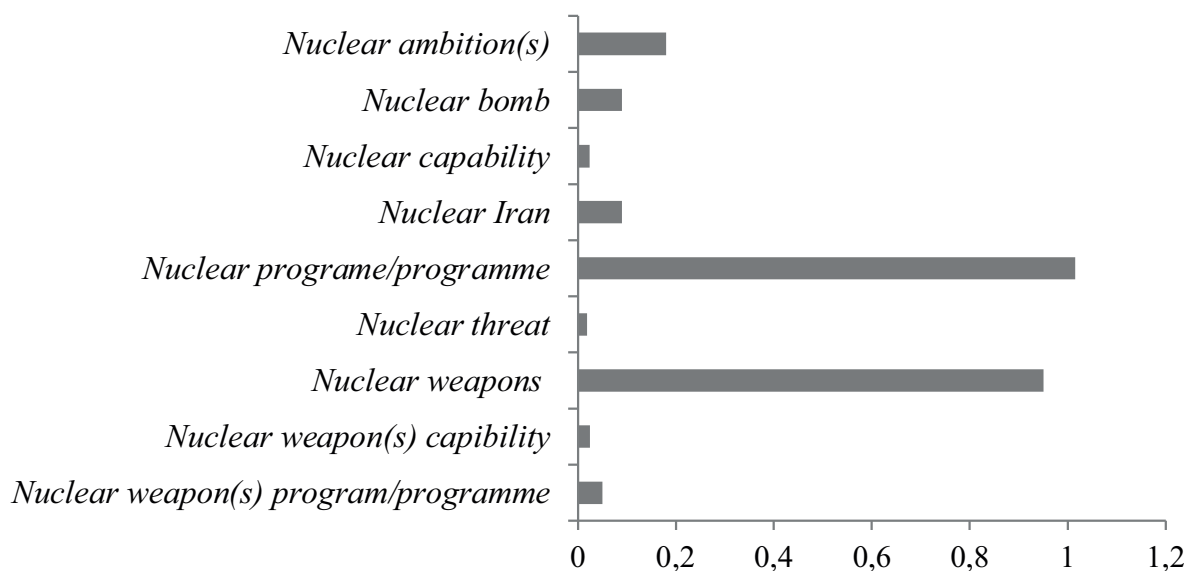 Nuclear ambition(s)
Nuclear bomb
Nuclear capability
Nuclear Iran
Nuclear programe/programme
Nuclear threat
Nuclear weapons
Nuclear weapon(s) capibility
Nuclear weapon(s) program/programme
0 0,2 0,4 0,6 0,8 1 1,2